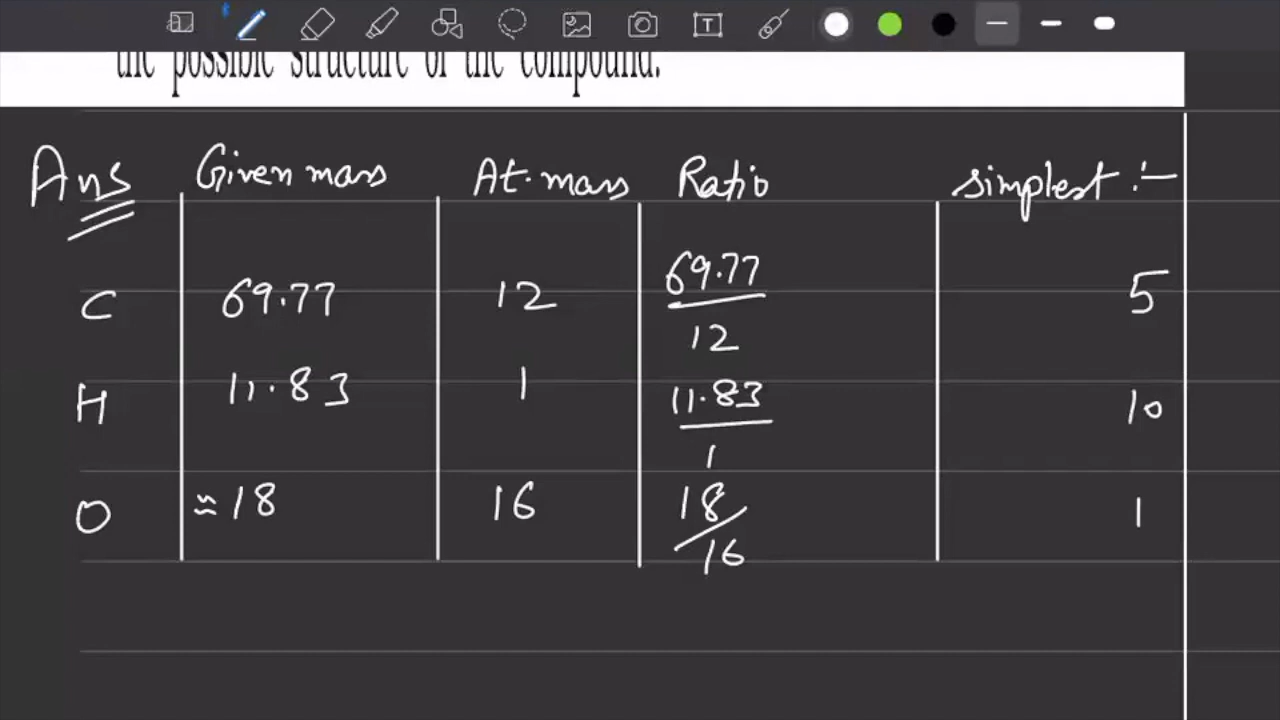 the possible structure of the compound.
Ans Given mass At. mass Ratio simplest :-
C 69.77 12 69.77/12 5
H 11.83 1 11.83/1 10
O ≈18 16 18/16 1